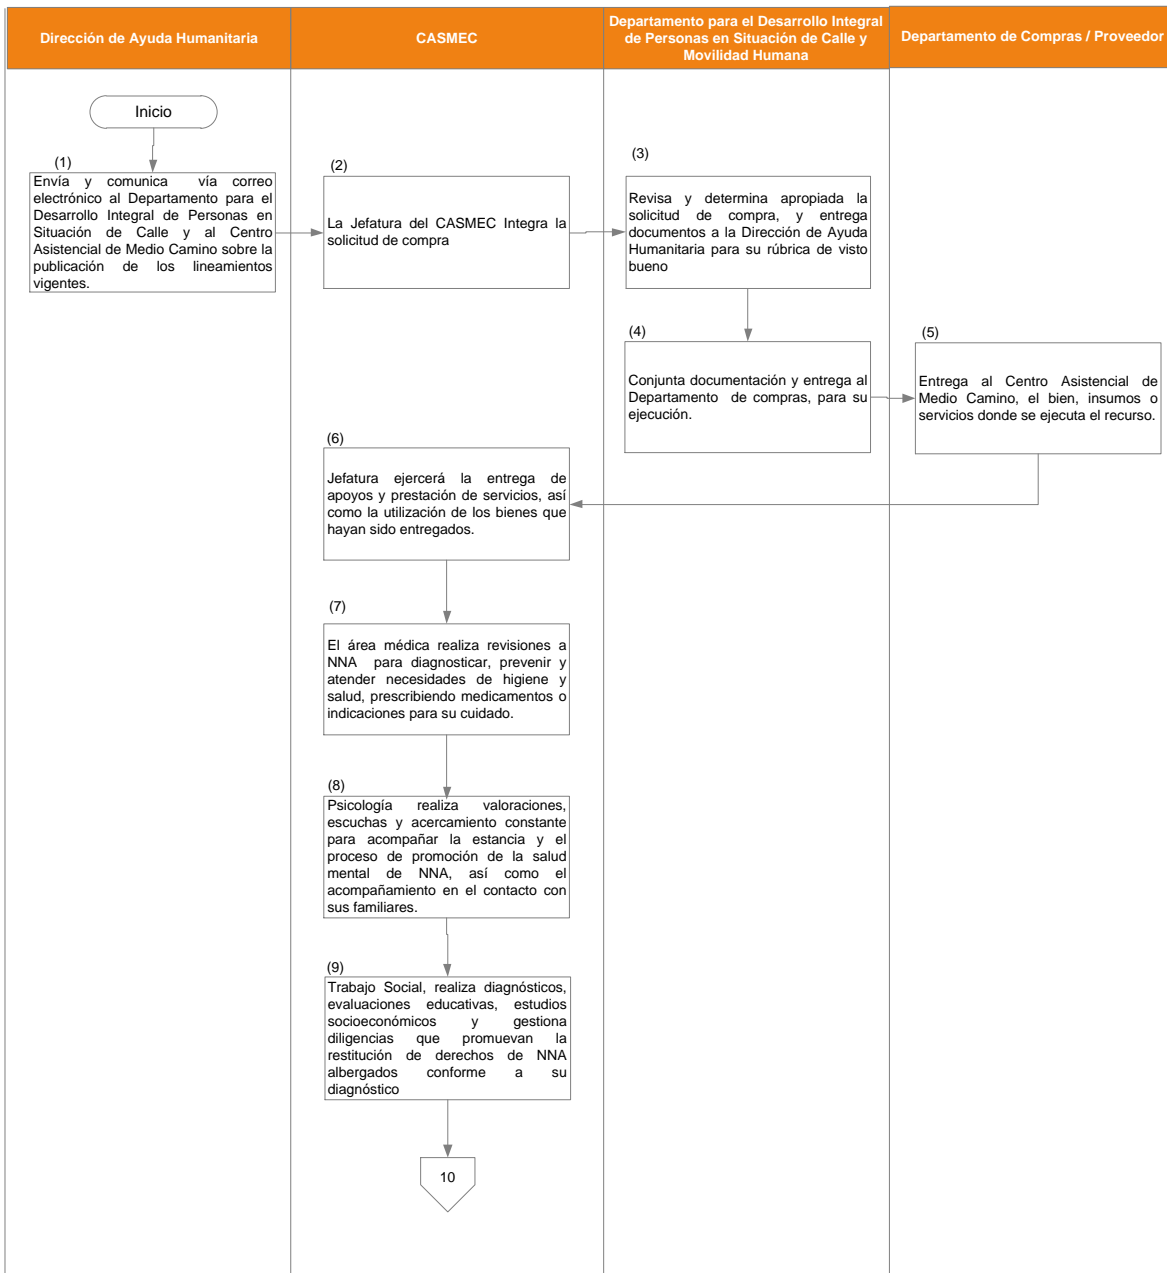 Dirección de Ayuda Humanitaria
CASMEC
Departamento para el Desarrollo Integral
de Personas en Situación de Calle y
Movilidad Humana
Departamento de Compras / Proveedor
Inicio
(1)
Envía y comunica vía correo
electrónico al Departamento para el
Desarrollo Integral de Personas en
Situación de Calle y al Centro
Asistencial de Medio Camino sobre la
publicación de los lineamientos
vigentes.
(2)
La Jefatura del CASMEC Integra la
solicitud de compra
(3)
Revisa y determina apropiada la
solicitud de compra, y entrega
documentos a la Dirección de Ayuda
Humanitaria para su rúbrica de visto
bueno
(4)
Conjunta documentación y entrega al
Departamento de compras, para su
ejecución.
(5)
Entrega al Centro Asistencial de
Medio Camino, el bien, insumos o
servicios donde se ejecuta el recurso.
(6)
Jefatura ejercerá la entrega de
apoyos y prestación de servicios, así
como la utilización de los bienes que
hayan sido entregados.
(7)
El área médica realiza revisiones a
NNA para diagnosticar, prevenir y
atender necesidades de higiene y
salud, prescribiendo medicamentos o
indicaciones para su cuidado.
(8)
Psicología realiza valoraciones,
escuchas y acercamiento constante
para acompañar la estancia y el
proceso de promoción de la salud
mental de NNA, así como el
acompañamiento en el contacto con
sus familiares.
(9)
Trabajo Social, realiza diagnósticos,
evaluaciones educativas, estudios
socioeconómicos y gestiona
diligencias que promuevan la
restitución de derechos de NNA
albergados conforme a su
diagnóstico
10